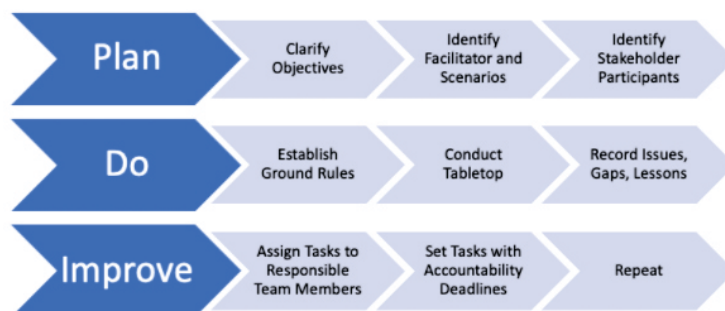 Plan
Clarify
Objectives
Identify
Facilitator and
Scenarios
Identify
Stakeholder
Participants
Do
Establish
Ground Rules
Conduct
Tabletop
Record Issues,
Gaps, Lessons
Improve
Assign Tasks to
Responsible
Team Members
Set Tasks with
Accountability
Deadlines
Repeat